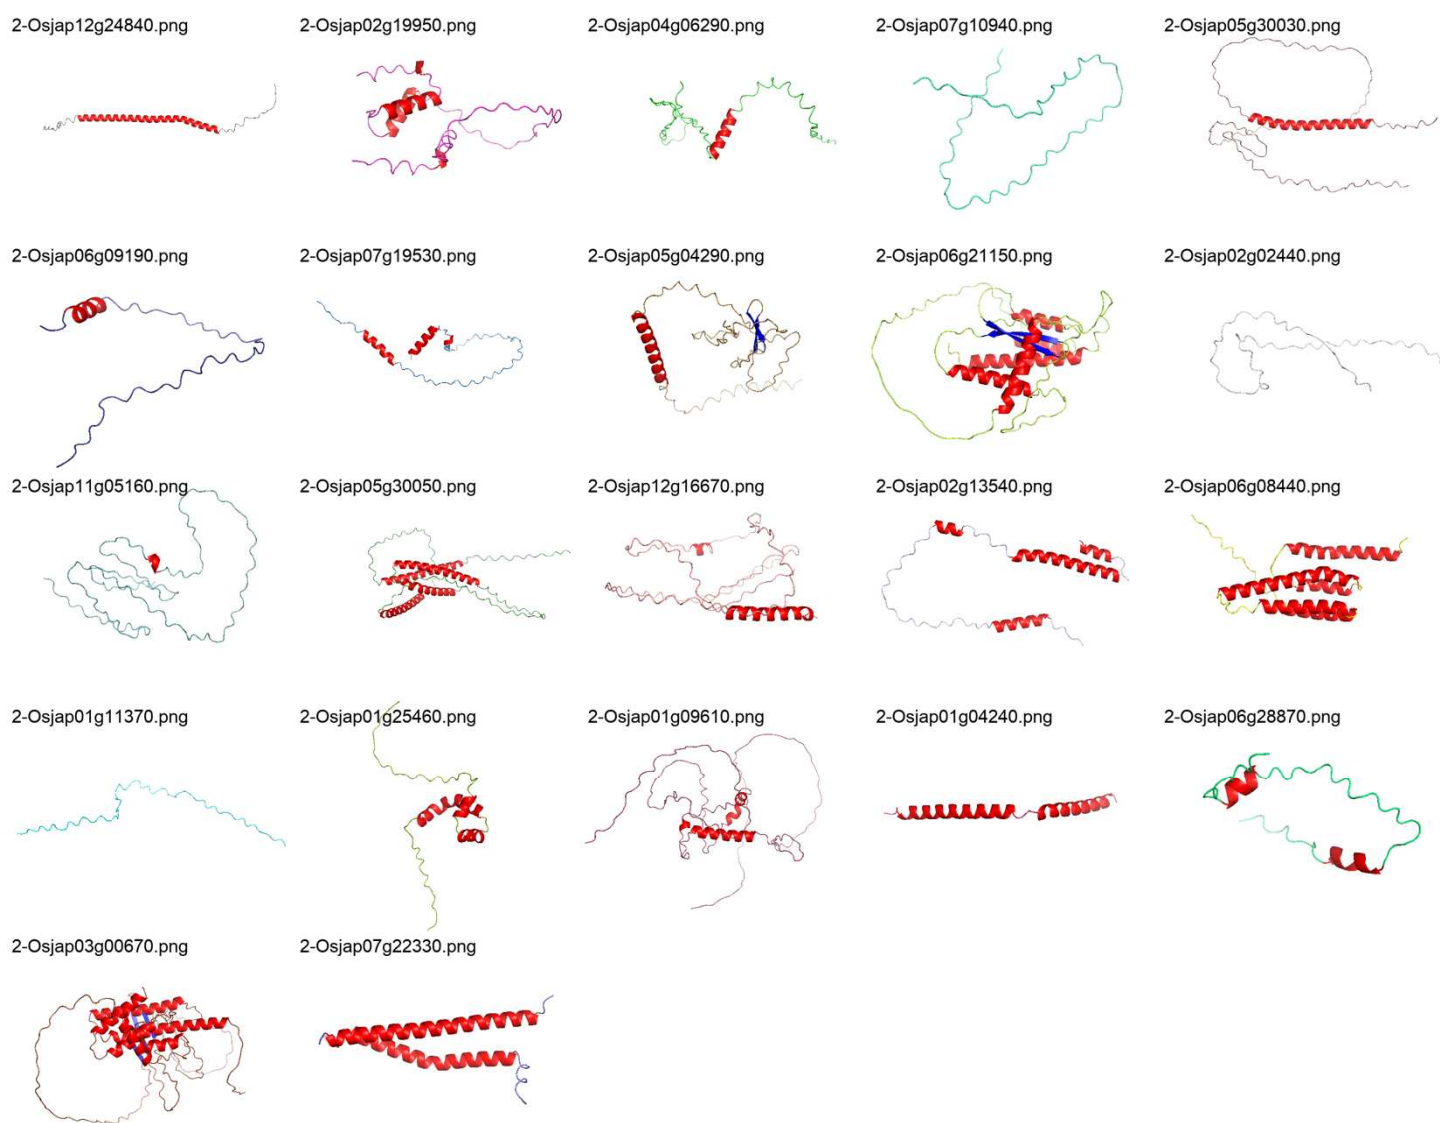 2-Osjap12g24840.png
2-Osjap02g19950.png
2-Osjap04g06290.png
2-Osjap07g10940.png
2-Osjap05g30030.png
2-Osjap06g09190.png
2-Osjap07g19530.png
2-Osjap05g04290.png
2-Osjap06g21150.png
2-Osjap02g02440.png
2-Osjap11g05160.png
2-Osjap05g30050.png
2-Osjap12g16670.png
2-Osjap02g13540.png
2-Osjap06g08440.png
2-Osjap01g11370.png
2-Osjap01g25460.png
2-Osjap01g09610.png
2-Osjap01g04240.png
2-Osjap06g28870.png
2-Osjap03g00670.png
2-Osjap07g22330.png